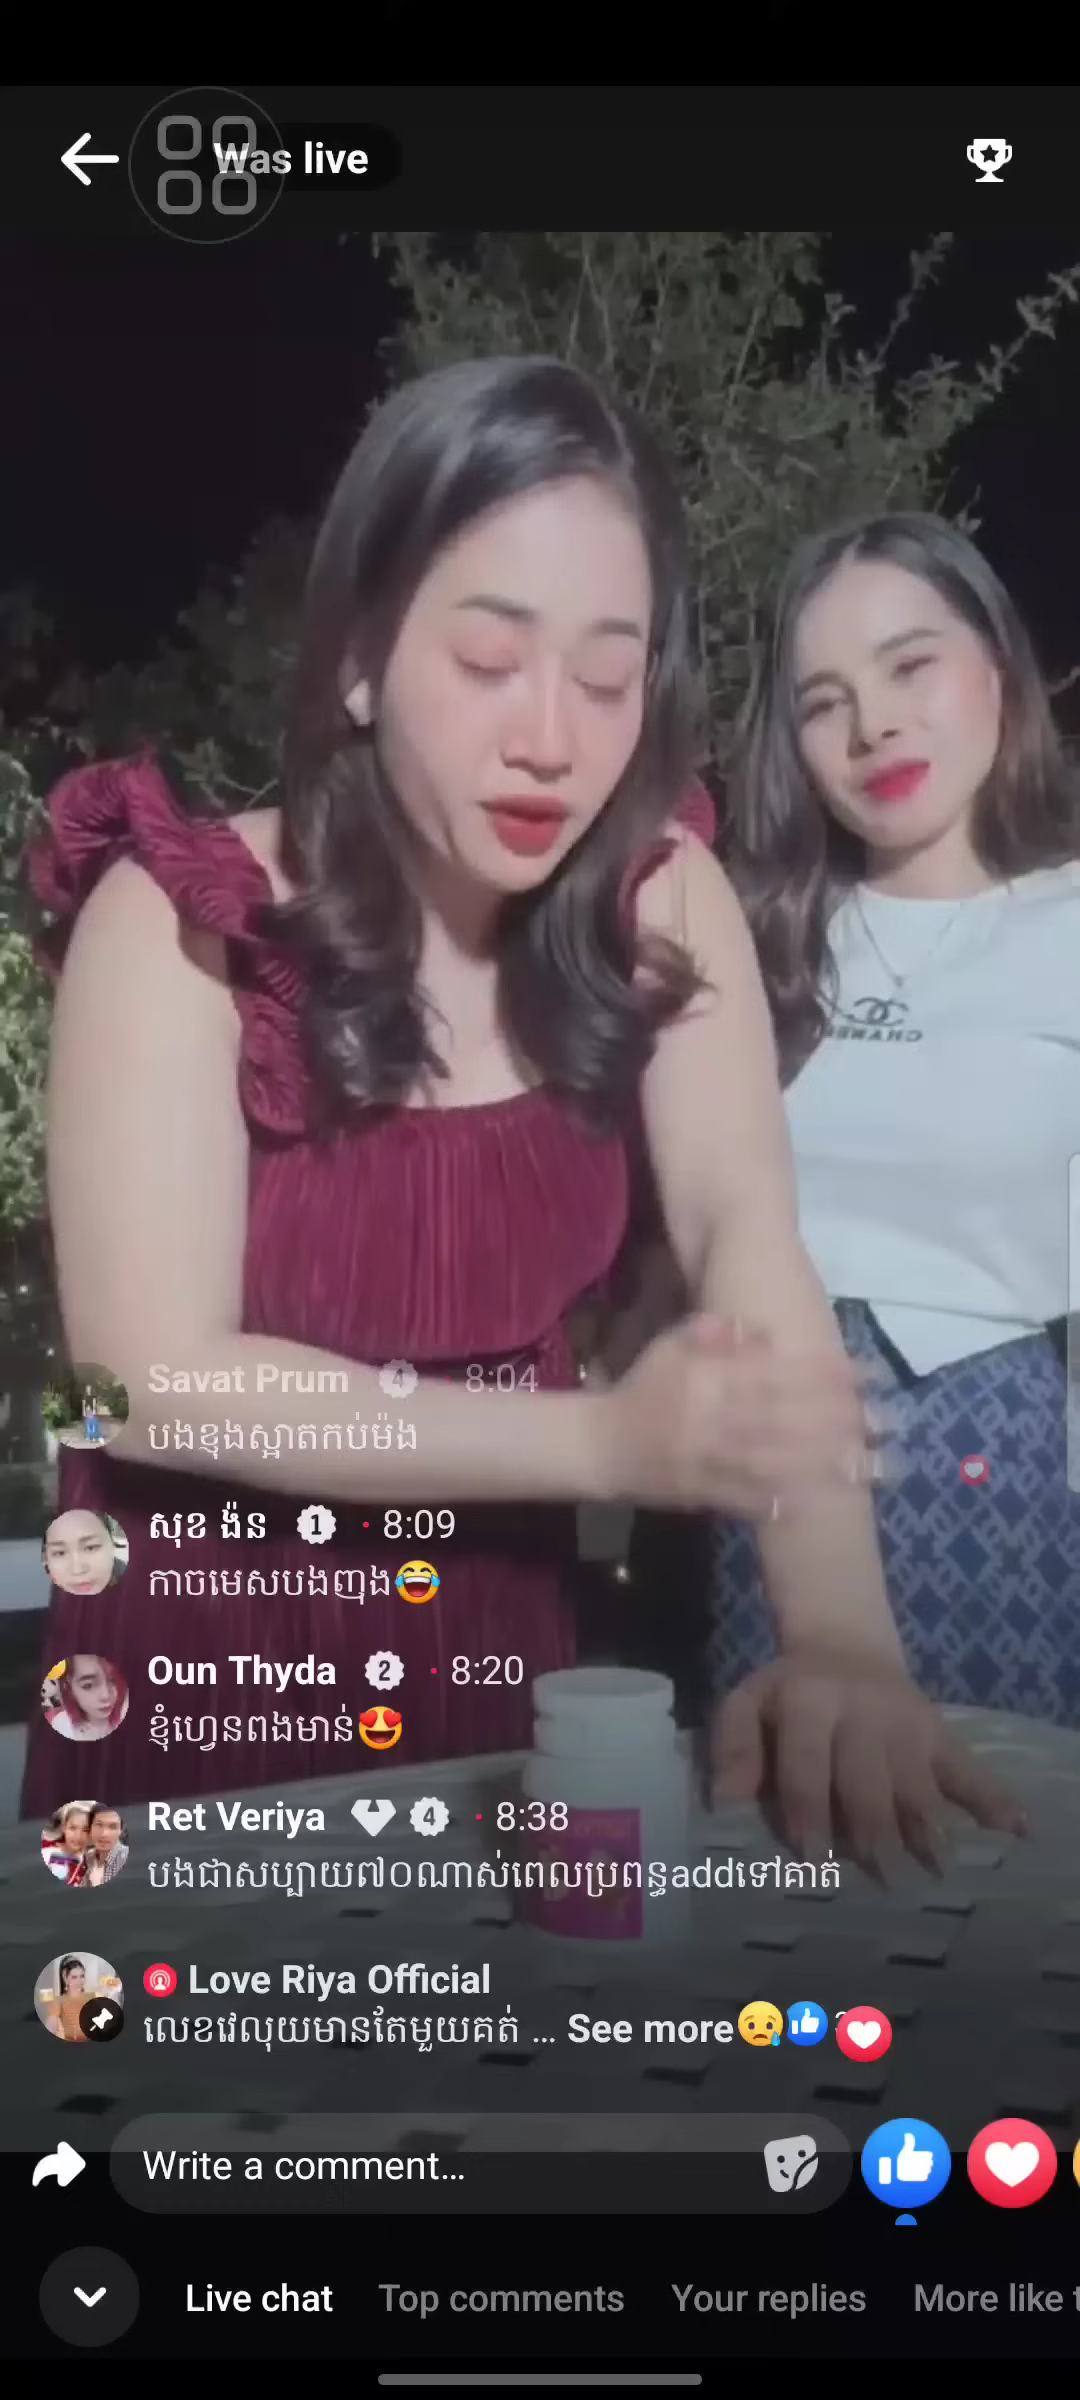 Was live
Savat Prum 4 · 8:04
បងខ្ញុងស្អាតកប់ម៉ង
សុខ ង៉ន 1 · 8:09
កាចមេសបងញុង😂
Oun Thyda 2 · 8:20
ខ្ញុំហ្វេនពងមាន់😍
Ret Veriya 4 · 8:38
បងជាសប្បាយ៧០ណាស់ពេលប្រពន្ធaddទៅគាត់
Love Riya Official
លេខវេលុយមានតែមួយគត់ ... See more
Write a comment...
Live chat Top comments Your replies More like